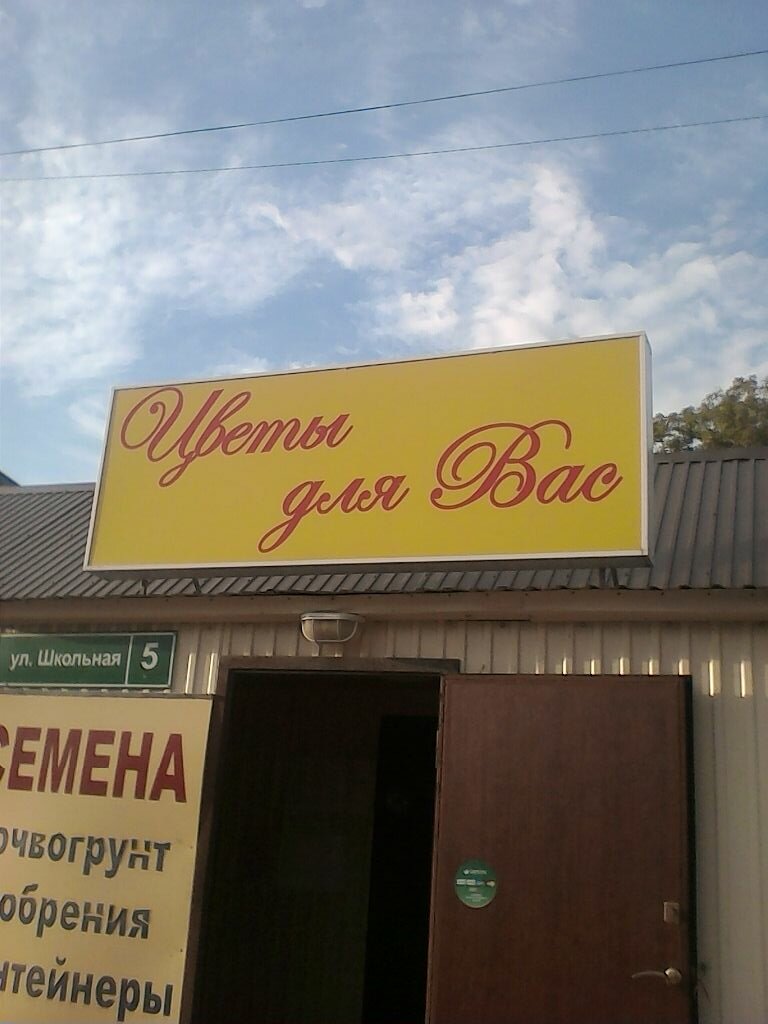 Цветы
для Вас
ул. Школьная 5
СЕМЕНА
очвогрунт
обрения
нтейнеры